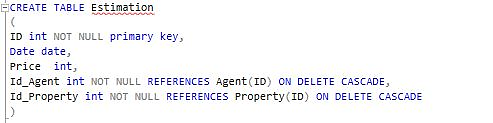 CREATE TABLE Estimation
(
ID int NOT NULL primary key,
Date date,
Price  int,
Id_Agent int NOT NULL REFERENCES Agent(ID) ON DELETE CASCADE,
Id_Property int NOT NULL REFERENCES Property(ID) ON DELETE CASCADE
)